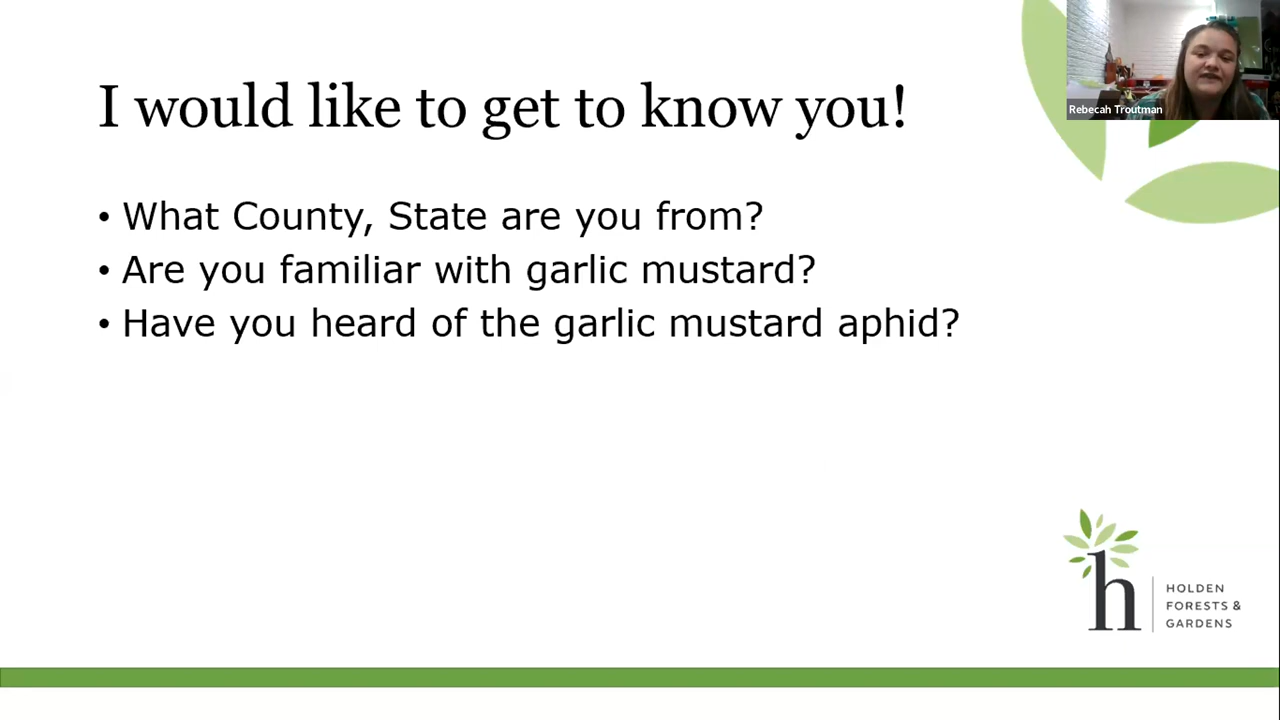 I would like to get to know you!
Rebecah Troutman
• What County, State are you from?
• Are you familiar with garlic mustard?
• Have you heard of the garlic mustard aphid?
h
HOLDEN
FORESTS &
GARDENS